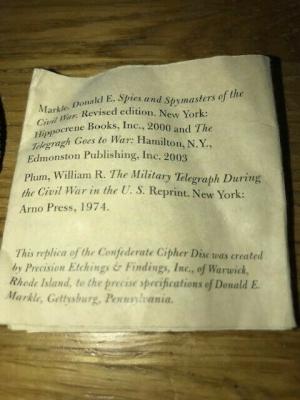 Markle, Donald E. Spies and Spymasters of the
Civil War. Revised edition. New York:
Hippocrene Books, Inc., 2000 and The
Telegragh Goes to War: Hamilton, N.Y.,
Edmonston Publishing, Inc. 2003
Plum, William R. The Military Telegraph During
the Civil War in the U. S. Reprint. New York:
Arno Press, 1974.
This replica of the Confederate Cipher Disc was created
by Precision Etchings & Findings, Inc., of Warwick,
Rhode Island, to the precise specifications of Donald E.
Markle, Gettysburg, Pennsylvania.